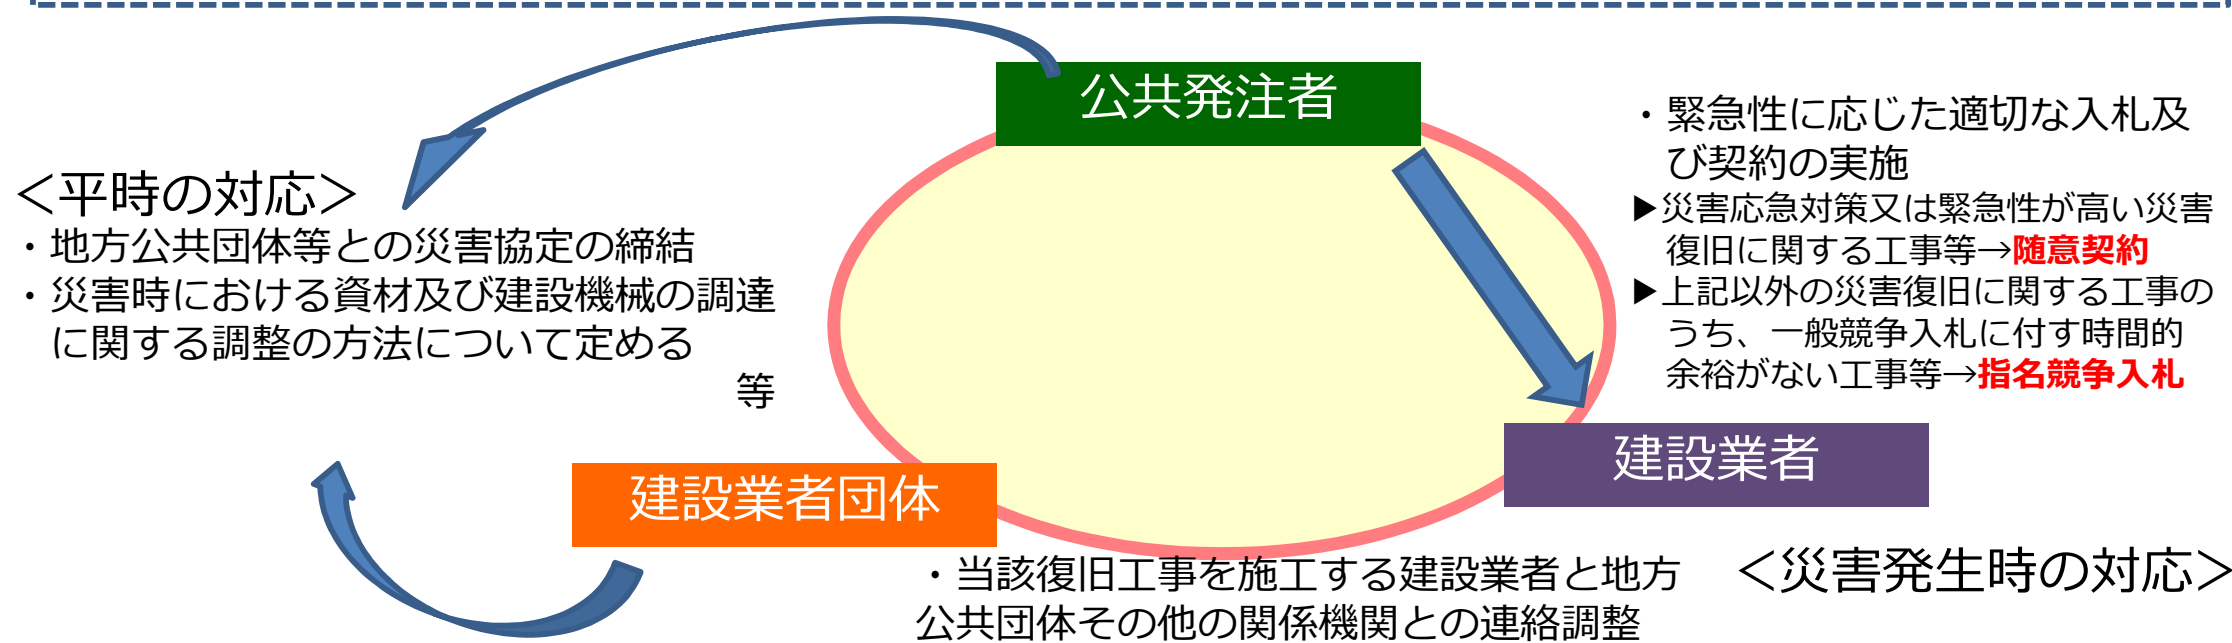 公共発注者
・緊急性に応じた適切な入札及
び契約の実施
▶災害応急対策又は緊急性が高い災害
復旧に関する工事等→随意契約
▶上記以外の災害復旧に関する工事の
うち、一般競争入札に付す時間的
余裕がない工事等→指名競争入札
＜平時の対応＞
・地方公共団体等との災害協定の締結
・災害時における資材及び建設機械の調達
に関する調整の方法について定める
等
建設業者
建設業者団体
＜災害発生時の対応＞
・当該復旧工事を施工する建設業者と地方
公共団体その他の関係機関との連絡調整